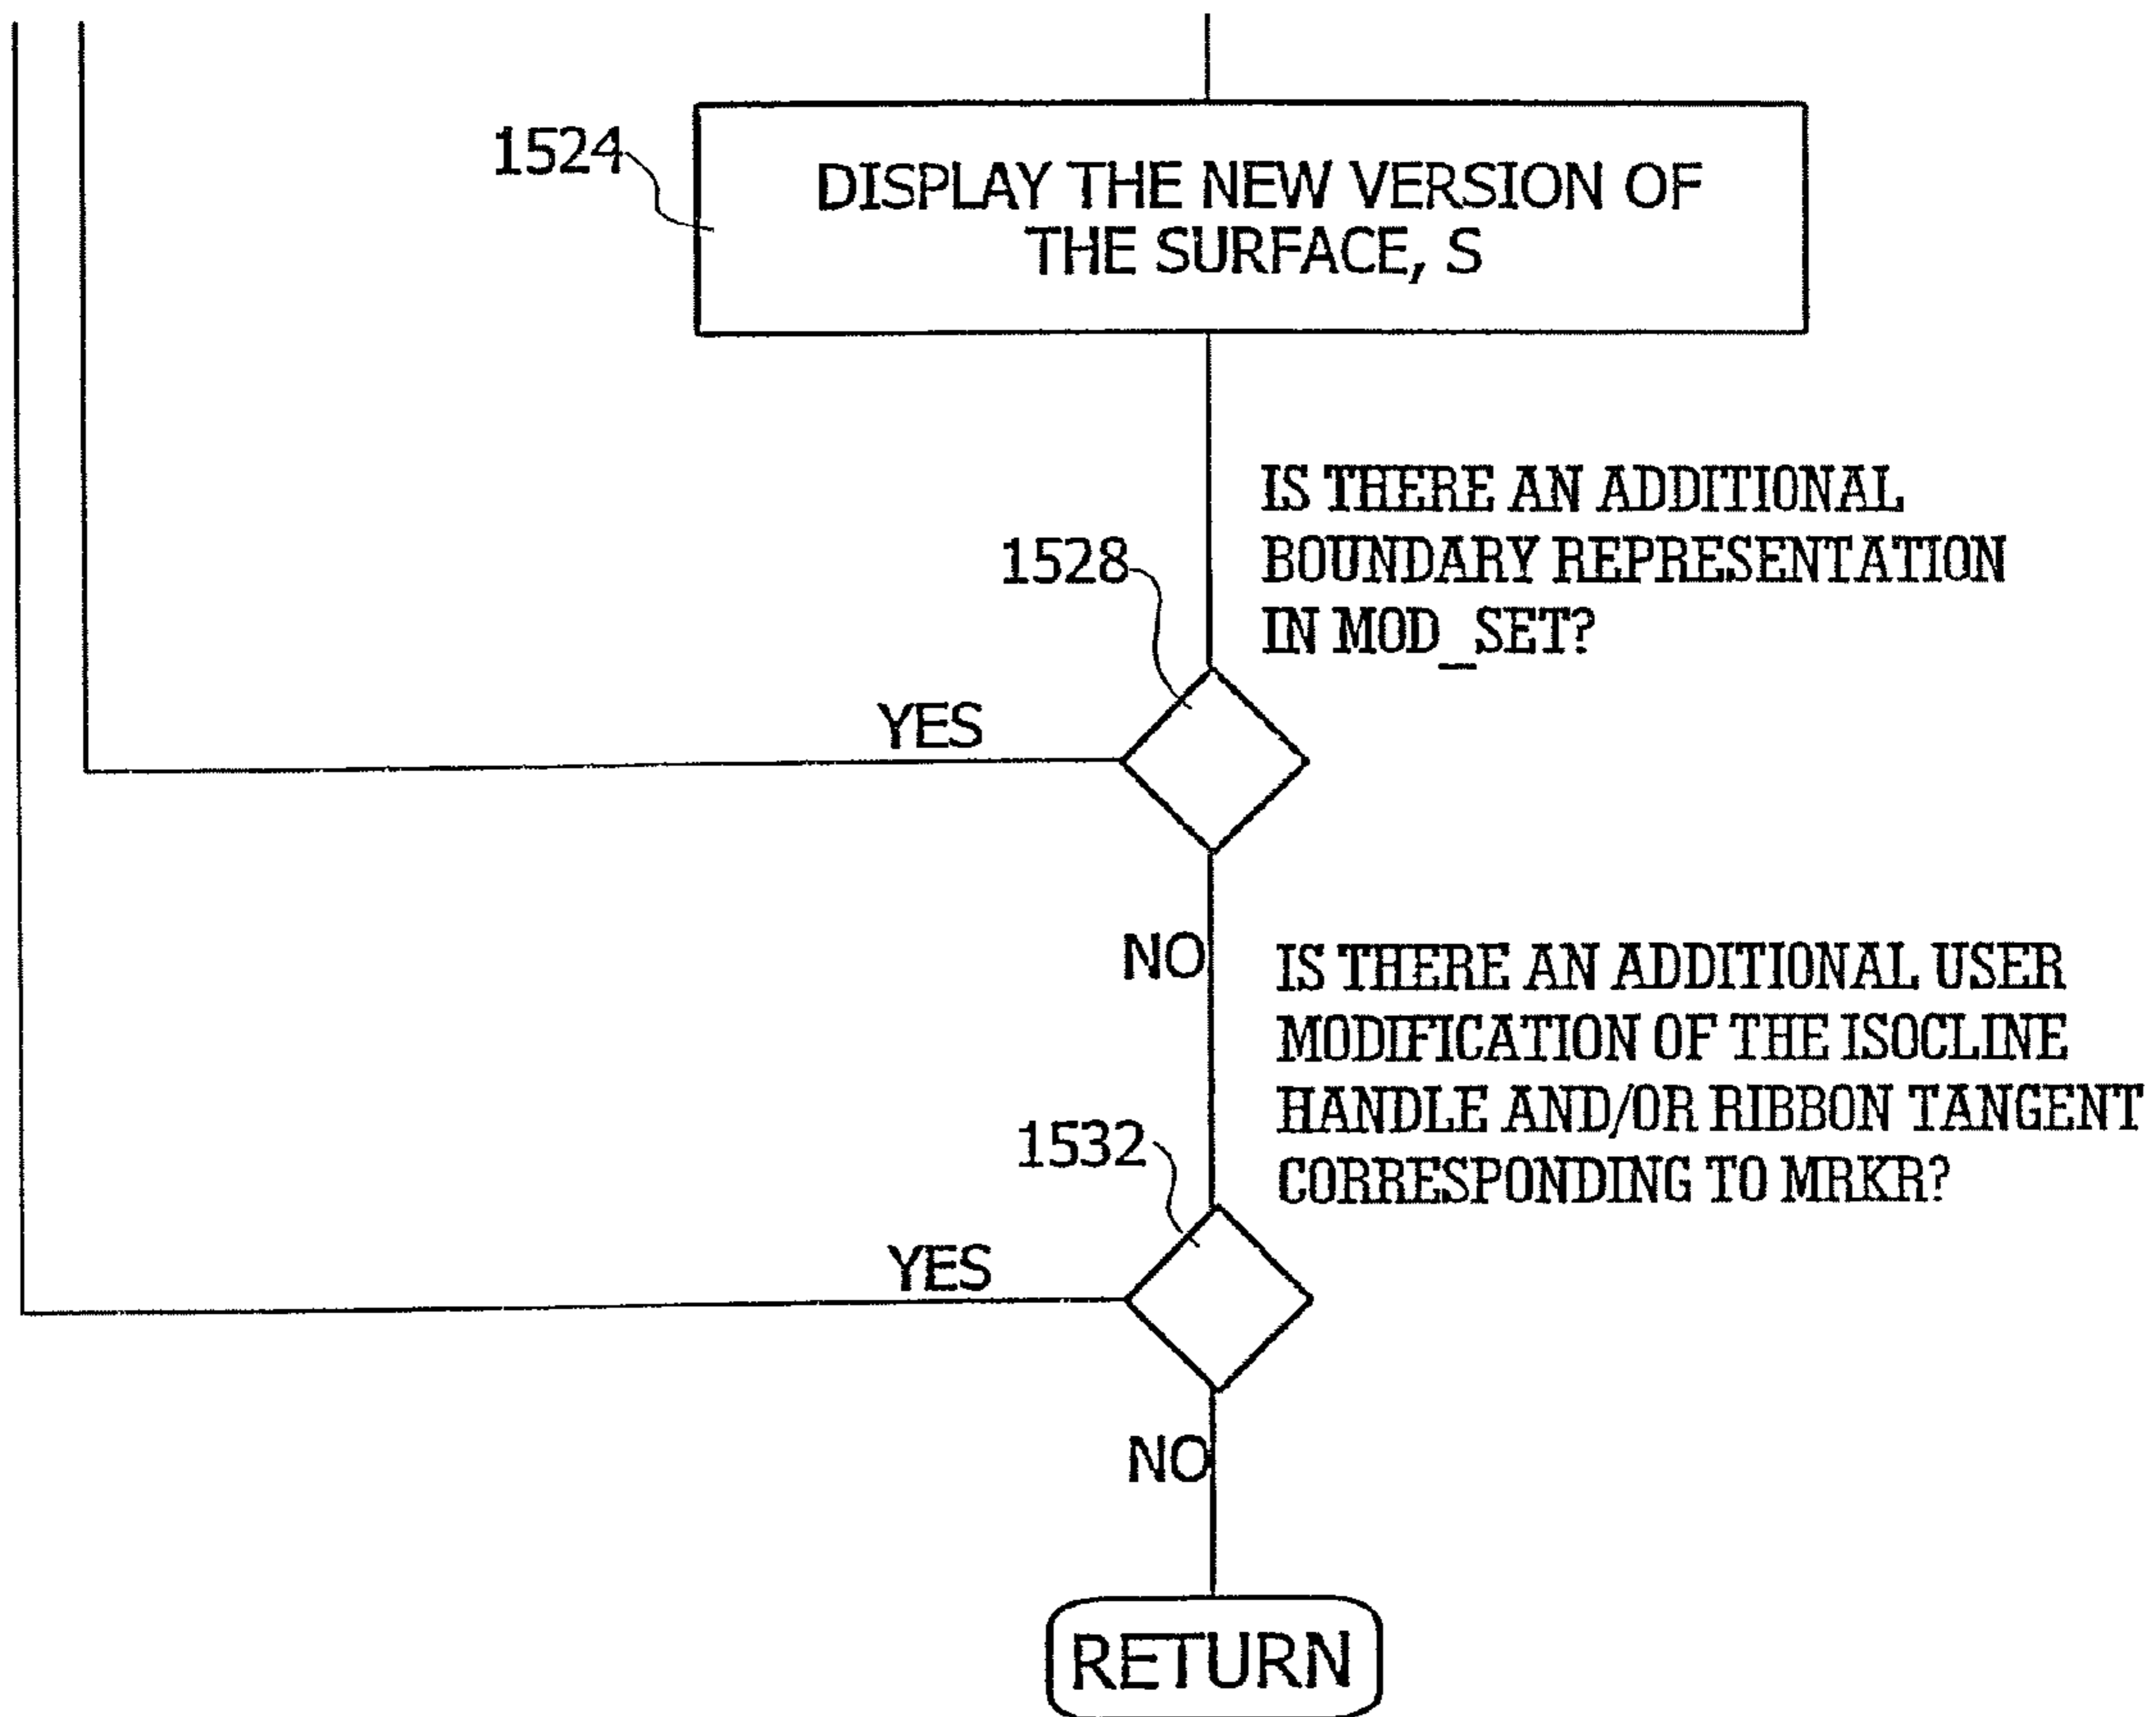 1524
DISPLAY THE NEW VERSION OF
THE SURFACE, S
IS THERE AN ADDITIONAL
BOUNDARY REPRESENTATION
IN MOD_SET?
1528
YES
NO
IS THERE AN ADDITIONAL USER
MODIFICATION OF THE ISOCLINE
HANDLE AND/OR RIBBON TANGENT
CORRESPONDING TO MRKR?
1532
YES
NO
RETURN